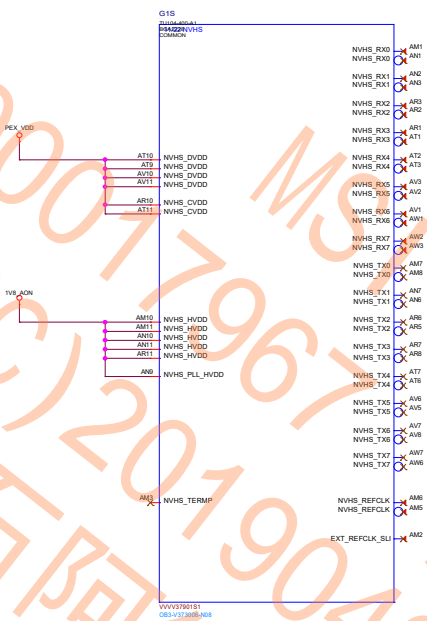 G1S
COMMON
NVHS_RX0 AM1
NVHS_RX0 AN1
NVHS_RX1 AN2
NVHS_RX1 AN3
NVHS_RX2 AR3
NVHS_RX2 AR2
PEX_VDD
NVHS_RX3 AR1
NVHS_RX3 AT1
AT10 NVHS_DVDD
AT9 NVHS_DVDD
AV10 NVHS_DVDD
AV11 NVHS_DVDD
NVHS_RX4 AT2
NVHS_RX4 AT3
NVHS_RX5 AV3
NVHS_RX5 AV2
AR10 NVHS_CVDD
AT11 NVHS_CVDD
NVHS_RX6 AV1
NVHS_RX6 AW1
NVHS_RX7 AW2
NVHS_RX7 AW3
NVHS_TX0 AM7
NVHS_TX0 AM8
1V8_AON
NVHS_TX1 AN7
NVHS_TX1 AN6
AM10 NVHS_HVDD
AM11 NVHS_HVDD
AN10 NVHS_HVDD
AN11 NVHS_HVDD
AR11 NVHS_HVDD
NVHS_TX2 AR6
NVHS_TX2 AR5
NVHS_TX3 AR7
NVHS_TX3 AR8
AN9 NVHS_PLL_HVDD
NVHS_TX4 AT7
NVHS_TX4 AT6
NVHS_TX5 AV6
NVHS_TX5 AV5
NVHS_TX6 AV7
NVHS_TX6 AV8
NVHS_TX7 AW7
NVHS_TX7 AW6
AM3 NVHS_TERMP
NVHS_REFCLK AM6
NVHS_REFCLK AM5
EXT_REFCLK_SLI AM2
VVVV37901S1
OB3-V373006-N08